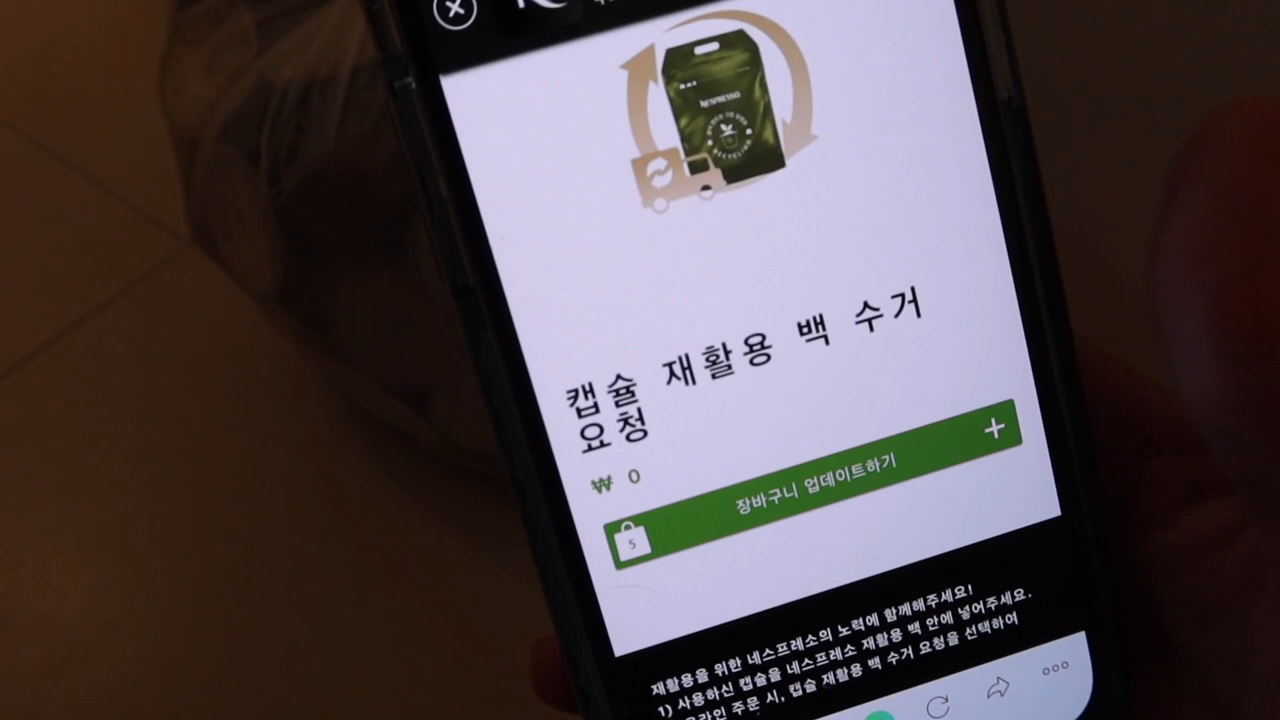 NESPRESSO
RECYCLING
캡슐 재활용 백 수거
요청
₩ 0
장바구니 업데이트하기
5
재활용을 위한 네스프레소의 노력에 함께해주세요!
1) 사용하신 캡슐을 네스프레소 재활용 백 안에 넣어주세요.
주문 시, 캡슐 재활용 백 수거 요청을 선택하여